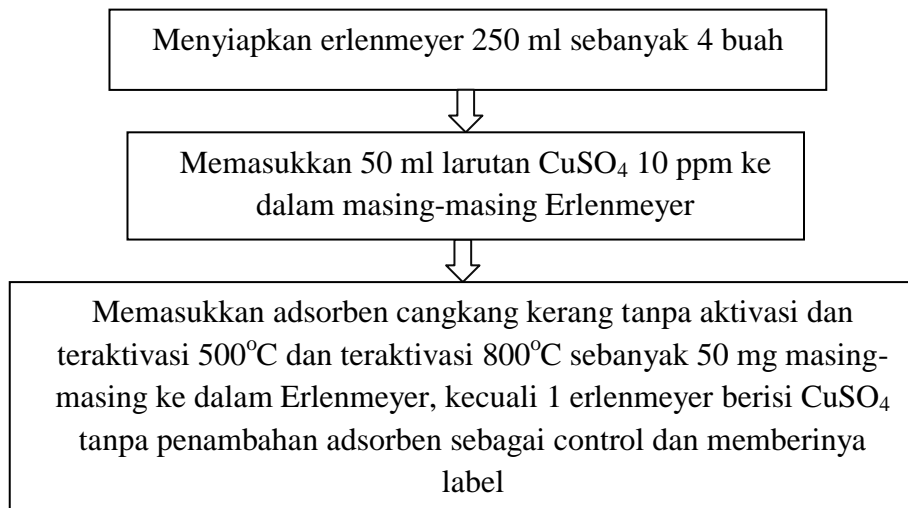 Menyiapkan erlenmeyer 250 ml sebanyak 4 buah
Memasukkan 50 ml larutan CuSO₄ 10 ppm ke
dalam masing-masing Erlenmeyer
Memasukkan adsorben cangkang kerang tanpa aktivasi dan
teraktivasi 500°C dan teraktivasi 800°C sebanyak 50 mg masing-
masing ke dalam Erlenmeyer, kecuali 1 erlenmeyer berisi CuSO₄
tanpa penambahan adsorben sebagai control dan memberinya
label